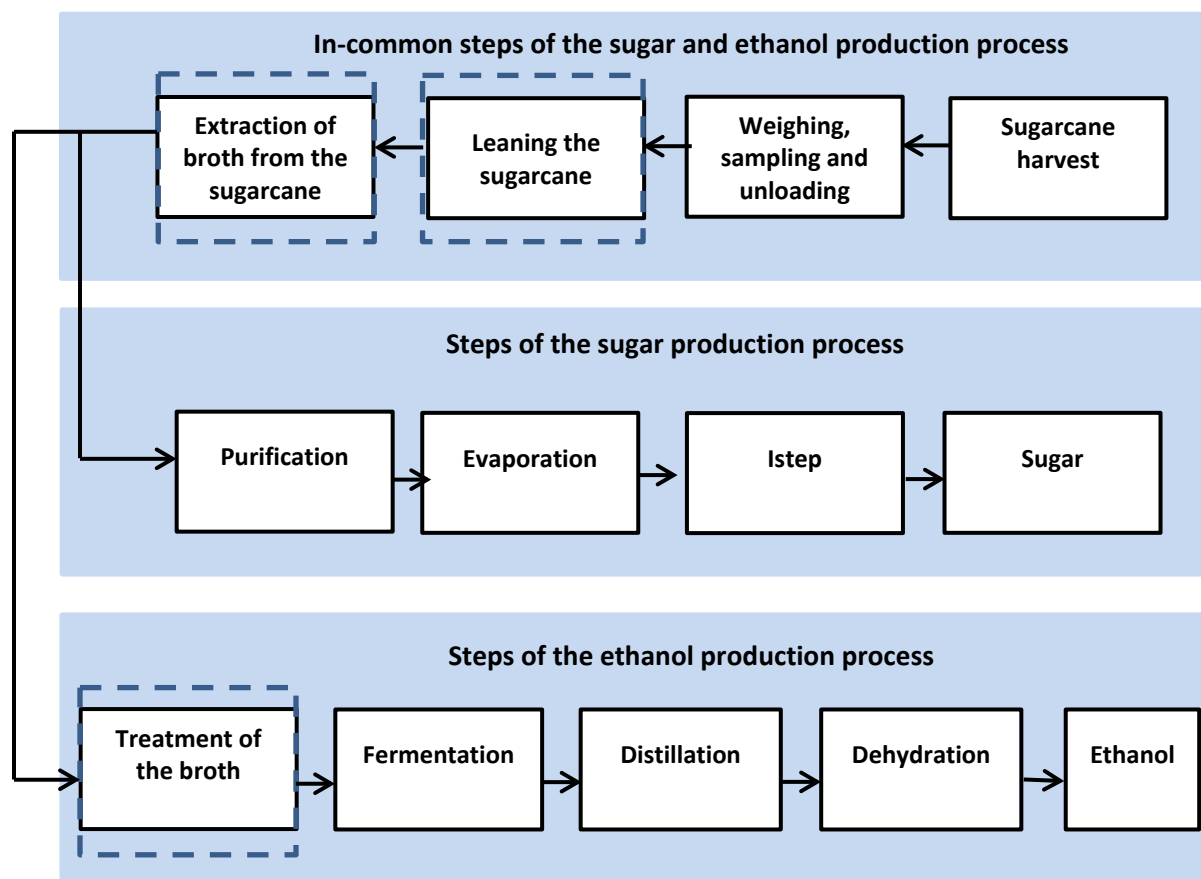 In-common steps of the sugar and ethanol production process
Extraction of
broth from the
sugarcane
Leaning the
sugarcane
Weighing,
sampling and
unloading
Sugarcane
harvest
Steps of the sugar production process
Purification
Evaporation
Istep
Sugar
Steps of the ethanol production process
Treatment of
the broth
Fermentation
Distillation
Dehydration
Ethanol